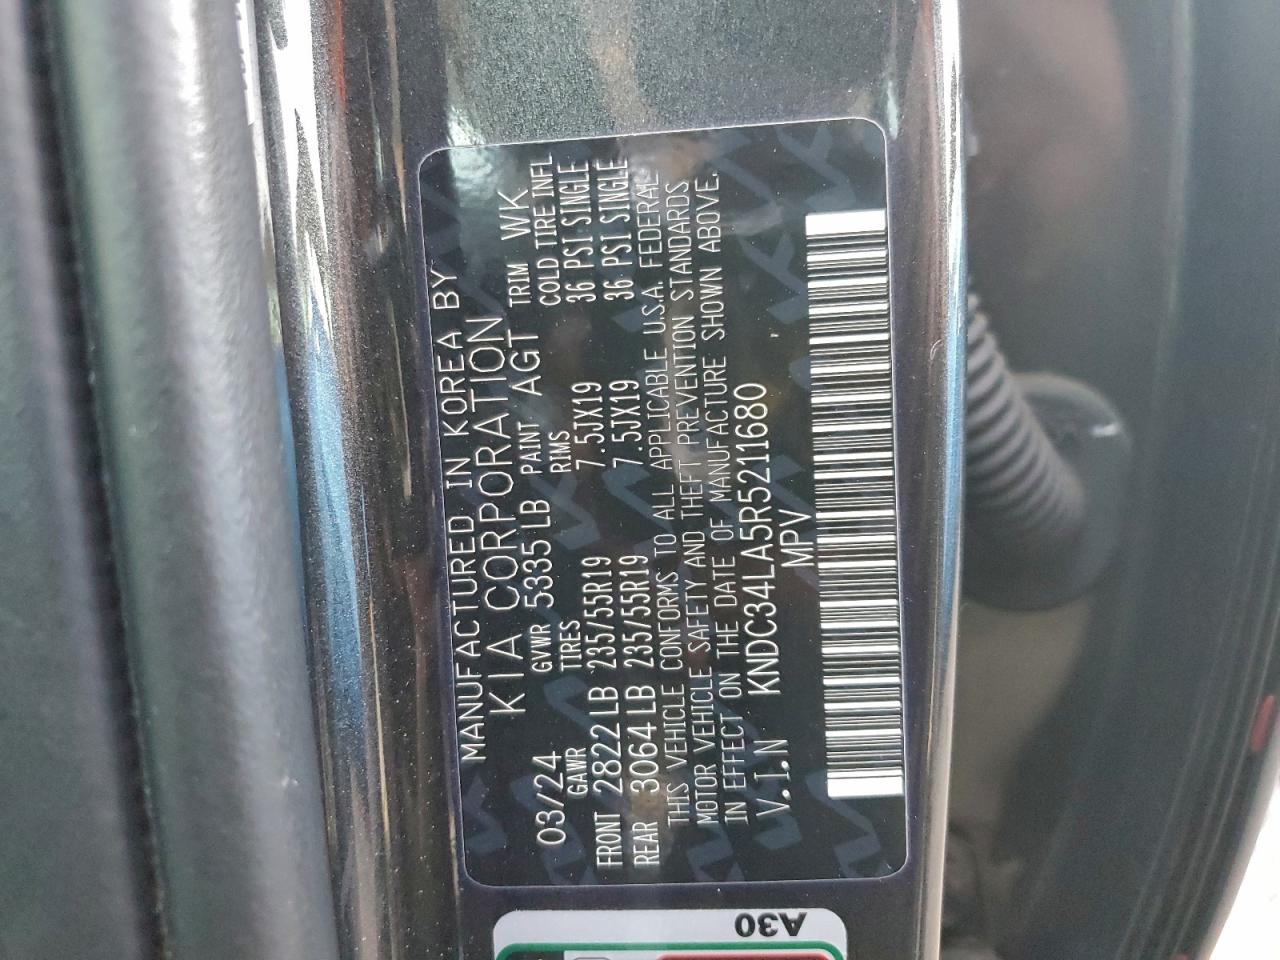 MANUFACTURED IN KOREA BY
KIA CORPORATION
03/24 GVWR 5335 LB PAINT AGT TRIM WK
GAWR TIRES RIMS COLD TIRE INFL
FRONT 2822 LB 235/55R19 7.5JX19 36 PSI SINGLE
REAR 3064 LB 235/55R19 7.5JX19 36 PSI SINGLE
THIS VEHICLE CONFORMS TO ALL APPLICABLE U.S.A. FEDERAL
MOTOR VEHICLE SAFETY AND THEFT PREVENTION STANDARDS
IN EFFECT ON THE DATE OF MANUFACTURE SHOWN ABOVE.
V.I.N KNDC34LA5R5211680
MPV
A30